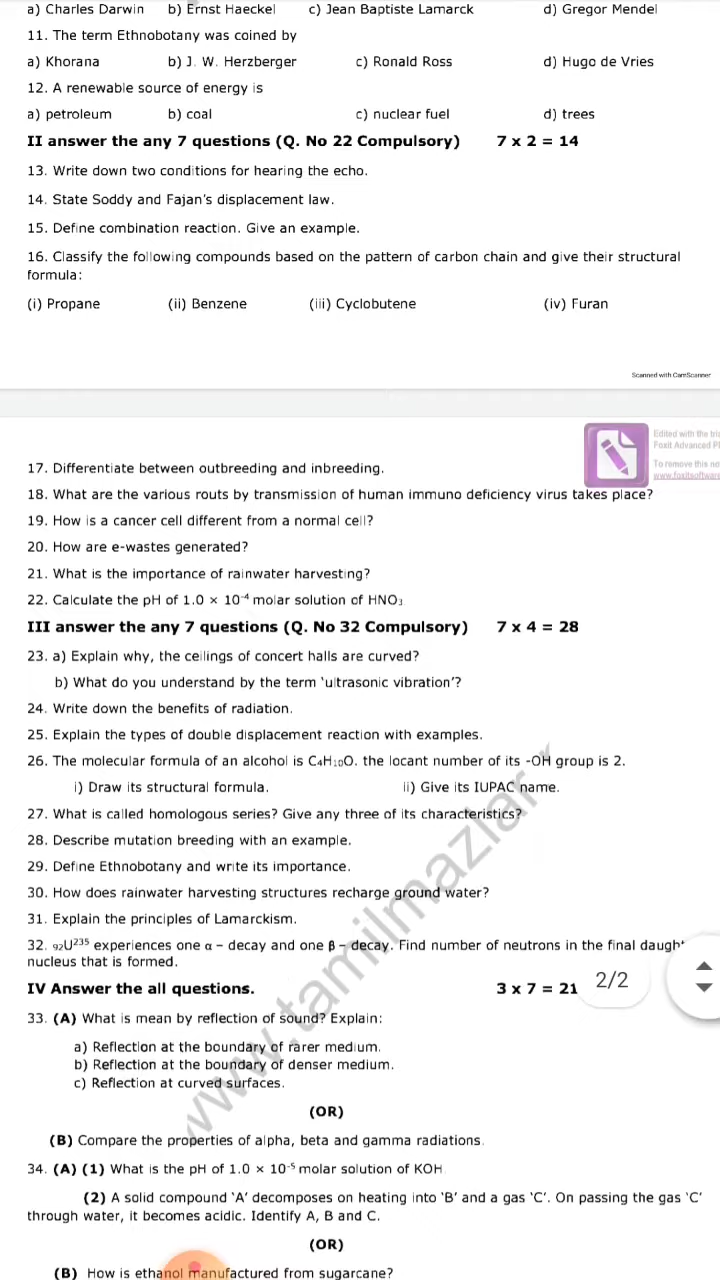 a) Charles Darwin b) Ernst Haeckel c) Jean Baptiste Lamarck d) Gregor Mendel
11. The term Ethnobotany was coined by
a) Khorana b) J. W. Herzberger c) Ronald Ross d) Hugo de Vries
12. A renewable source of energy is
a) petroleum b) coal c) nuclear fuel d) trees
II answer the any 7 questions (Q. No 22 Compulsory) 7 x 2 = 14
13. Write down two conditions for hearing the echo.
14. State Soddy and Fajan's displacement law.
15. Define combination reaction. Give an example.
16. Classify the following compounds based on the pattern of carbon chain and give their structural
formula:
(i) Propane (ii) Benzene (iii) Cyclobutene (iv) Furan
Scanned with CamScanner
Edited with the
Foxit Advanced
To remove this
www.foxitsoftware
17. Differentiate between outbreeding and inbreeding.
18. What are the various routs by transmission of human immuno deficiency virus takes place?
19. How is a cancer cell different from a normal cell?
20. How are e-wastes generated?
21. What is the importance of rainwater harvesting?
22. Calculate the pH of 1.0 × 10⁻⁴ molar solution of HNO₃
III answer the any 7 questions (Q. No 32 Compulsory) 7 x 4 = 28
23. a) Explain why, the ceilings of concert halls are curved?
b) What do you understand by the term 'ultrasonic vibration'?
24. Write down the benefits of radiation.
25. Explain the types of double displacement reaction with examples.
26. The molecular formula of an alcohol is C₄H₁₀O. the locant number of its -OH group is 2.
i) Draw its structural formula. ii) Give its IUPAC name.
27. What is called homologous series? Give any three of its characteristics?
28. Describe mutation breeding with an example.
29. Define Ethnobotany and write its importance.
30. How does rainwater harvesting structures recharge ground water?
31. Explain the principles of Lamarckism.
32. ₉₂U²³⁵ experiences one α – decay and one β – decay. Find number of neutrons in the final
nucleus that is formed.
IV Answer the all questions. 3 x 7 = 21
2/2
33. (A) What is mean by reflection of sound? Explain:
a) Reflection at the boundary of rarer medium.
b) Reflection at the boundary of denser medium.
c) Reflection at curved surfaces.
(OR)
(B) Compare the properties of alpha, beta and gamma radiations.
34. (A) (1) What is the pH of 1.0 × 10⁻⁵ molar solution of KOH
(2) A solid compound 'A' decomposes on heating into 'B' and a gas 'C'. On passing the gas 'C'
through water, it becomes acidic. Identify A, B and C.
(OR)
(B) How is ethanol manufactured from sugarcane?
www.tamilmazlar